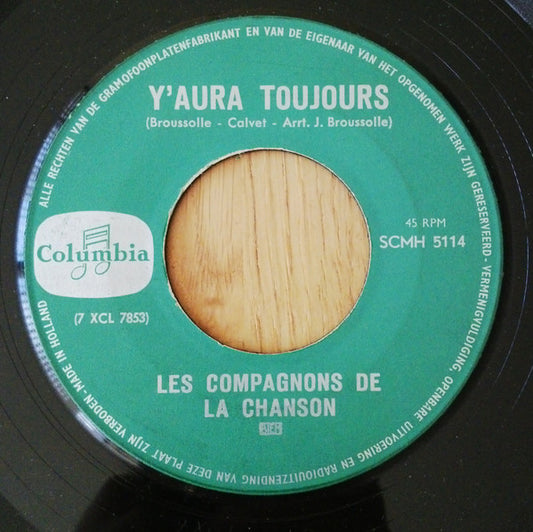 ALLE RECHTEN VAN DE GRAMOFOONPLATENFABRIKANT EN VAN DE EIGENAAR VAN HET OPGENOMEN WERK ZIJN GERESERVEERD - VERMENIGVULDIGING, OPENBARE UITVOERING EN RADIOUITZENDING VAN DEZE PLAAT ZIJN VERBODEN - MADE IN HOLLAND
Y'AURA TOUJOURS
(Broussolle - Calvet - Arrt. J. Broussolle)
45 RPM
SCMH 5114
Columbia
(7 XCL 7853)
LES COMPAGNONS DE
LA CHANSON